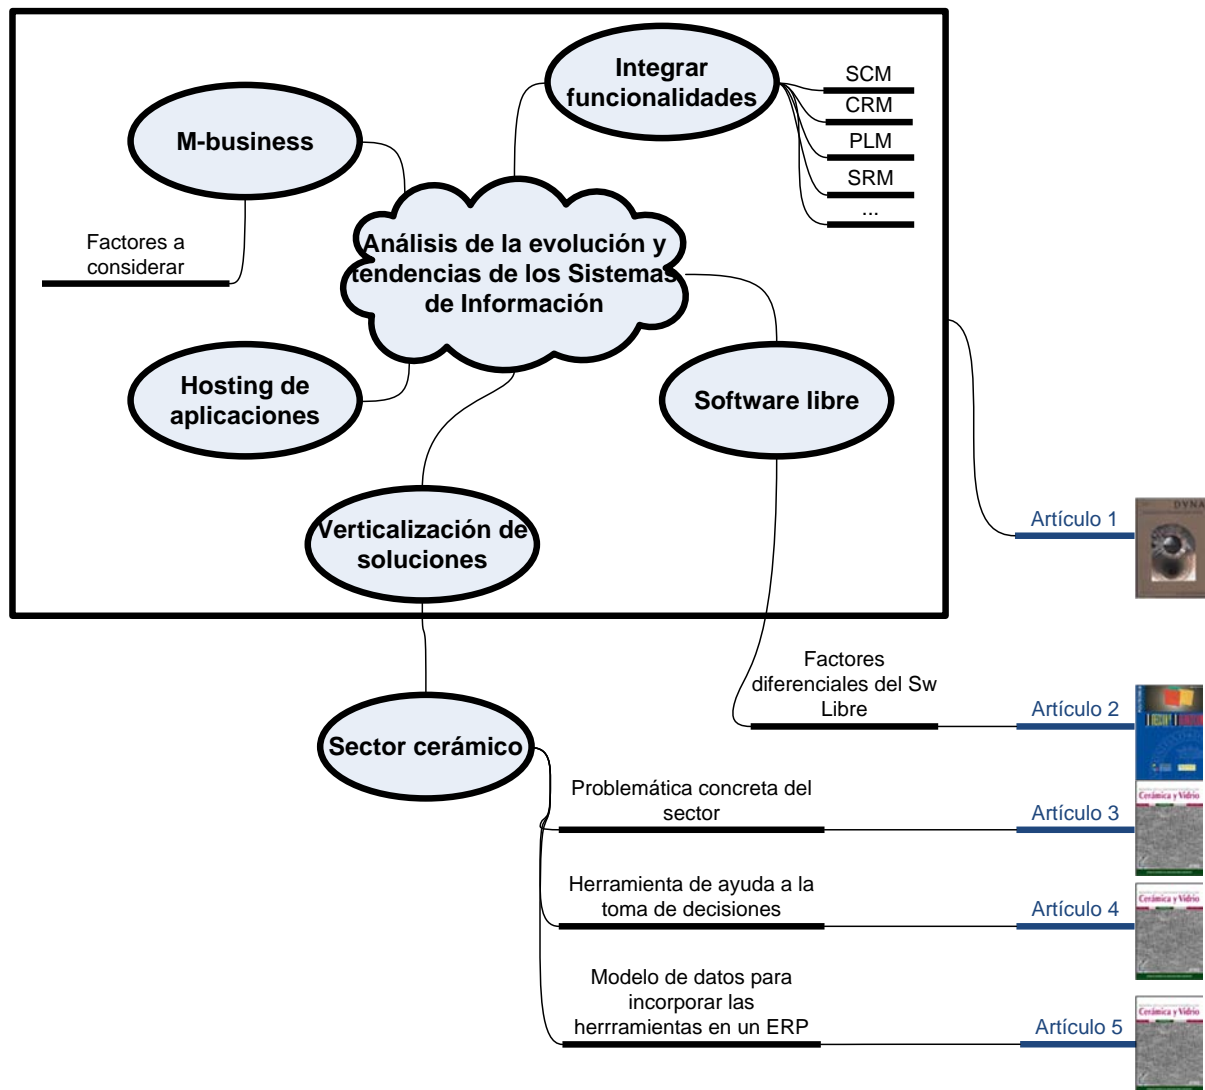 Integrar
funcionalidades
SCM
CRM
PLM
SRM
...
M-business
Factores a
considerar
Análisis de la evolución y
tendencias de los Sistemas
de Información
Hosting de
aplicaciones
Software libre
Verticalización de
soluciones
Artículo 1
DYNA
Factores
diferenciales del Sw
Libre
Artículo 2
Sector cerámico
Problemática concreta del
sector
Artículo 3
Cerámica y Vidrio
Herramienta de ayuda a la
toma de decisiones
Artículo 4
Cerámica y Vidrio
Modelo de datos para
incorporar las
herrramientas en un ERP
Artículo 5
Cerámica y Vidrio